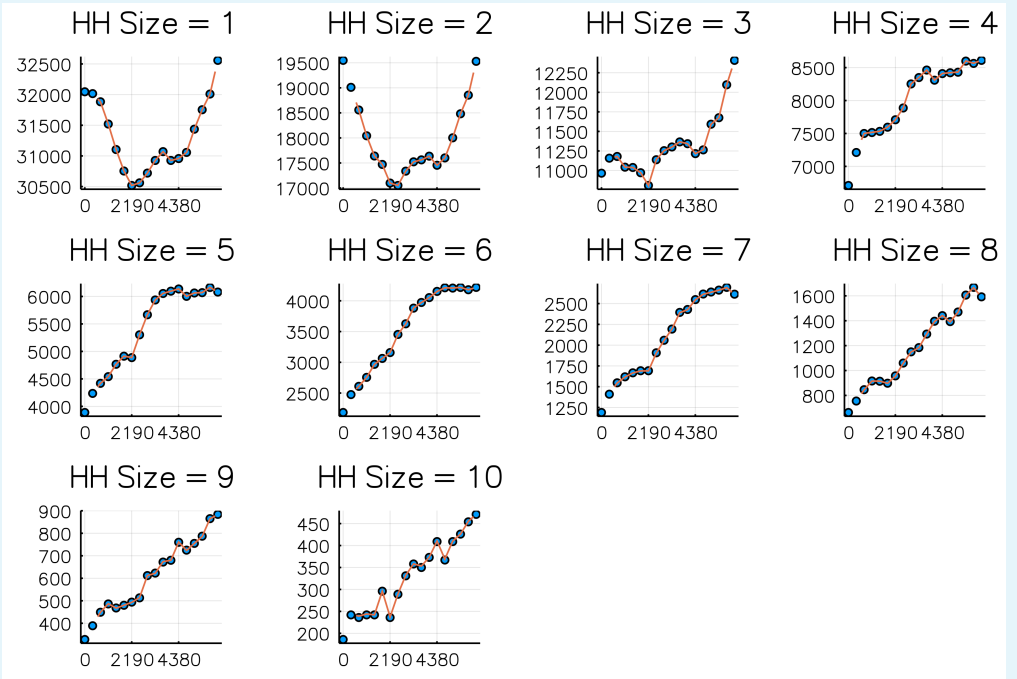 HH Size = 1
32500
32000
31500
31000
30500
0 2190 4380
HH Size = 2
19500
19000
18500
18000
17500
17000
0 2190 4380
HH Size = 3
12250
12000
11750
11500
11250
11000
0 2190 4380
HH Size = 4
8500
8000
7500
7000
0 2190 4380
HH Size = 5
6000
5500
5000
4500
4000
0 2190 4380
HH Size = 6
4000
3500
3000
2500
0 2190 4380
HH Size = 7
2500
2250
2000
1750
1500
1250
0 2190 4380
HH Size = 8
1600
1400
1200
1000
800
0 2190 4380
HH Size = 9
900
800
700
600
500
400
0 2190 4380
HH Size = 10
450
400
350
300
250
200
0 2190 4380